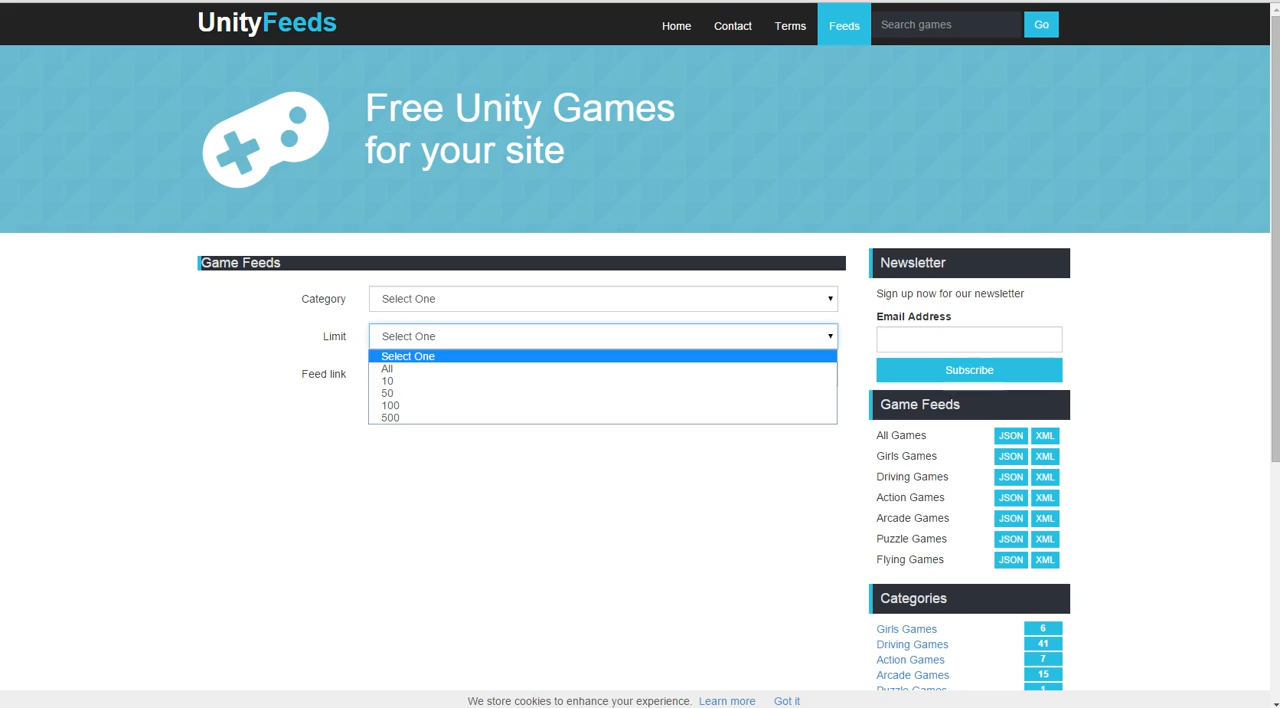 UnityFeeds
Home Contact Terms Feeds Search games Go
Free Unity Games
for your site
Game Feeds
Category Select One
Limit Select One
Select One
All
10
50
100
500
Feed link
Newsletter
Sign up now for our newsletter
Email Address
Subscribe
Game Feeds
All Games JSON XML
Girls Games JSON XML
Driving Games JSON XML
Action Games JSON XML
Arcade Games JSON XML
Puzzle Games JSON XML
Flying Games JSON XML
Categories
Girls Games 6
Driving Games 41
Action Games 7
Arcade Games 15
Puzzle Games 1
We store cookies to enhance your experience. Learn more Got it